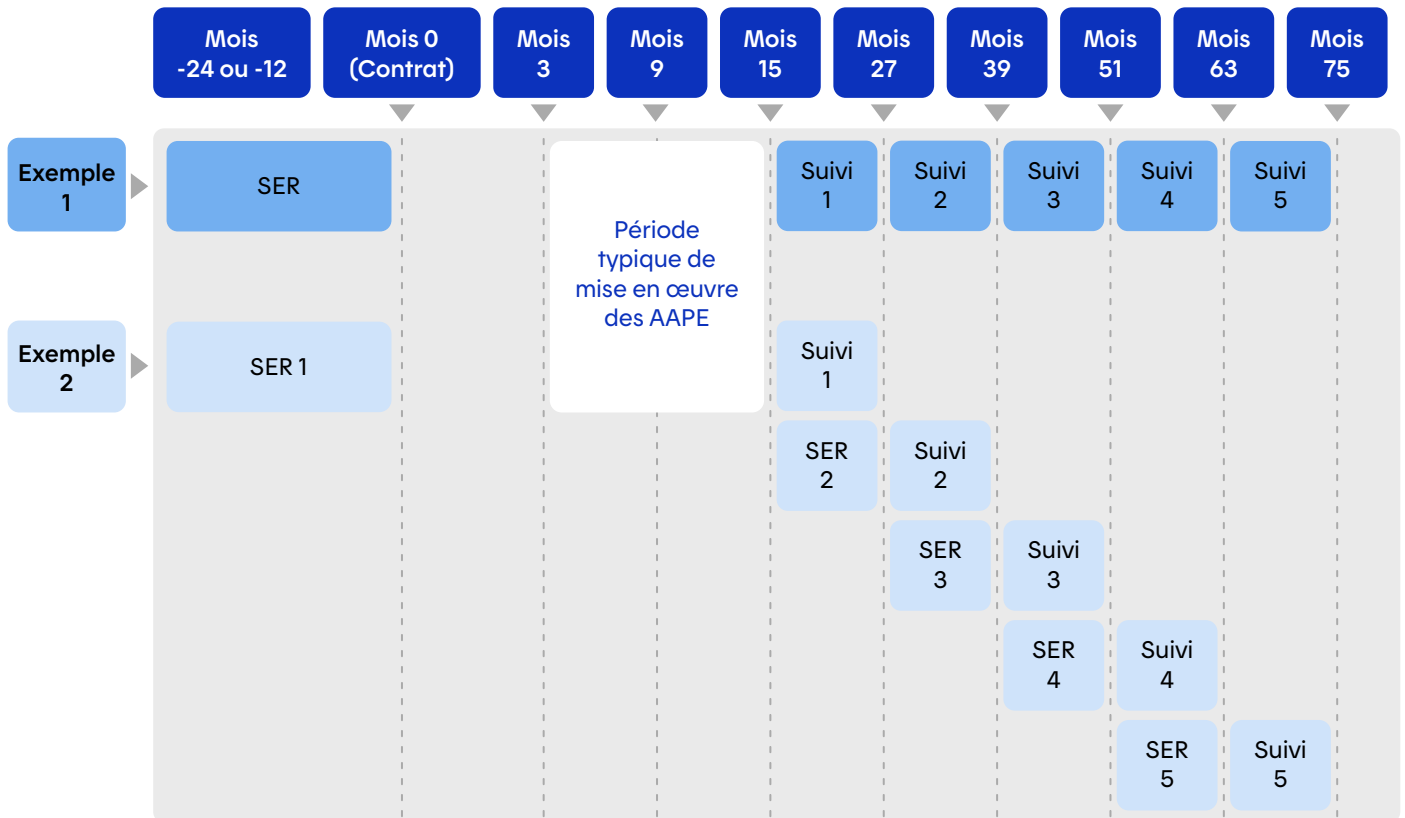 Mois
-24 ou -12
Mois 0
(Contrat)
Mois
3
Mois
9
Mois
15
Mois
27
Mois
39
Mois
51
Mois
63
Mois
75
Exemple
1
SER
Période
typique de
mise en œuvre
des AAPE
Suivi
1
Suivi
2
Suivi
3
Suivi
4
Suivi
5
Exemple
2
SER 1
Suivi
1
SER
2
Suivi
2
SER
3
Suivi
3
SER
4
Suivi
4
SER
5
Suivi
5